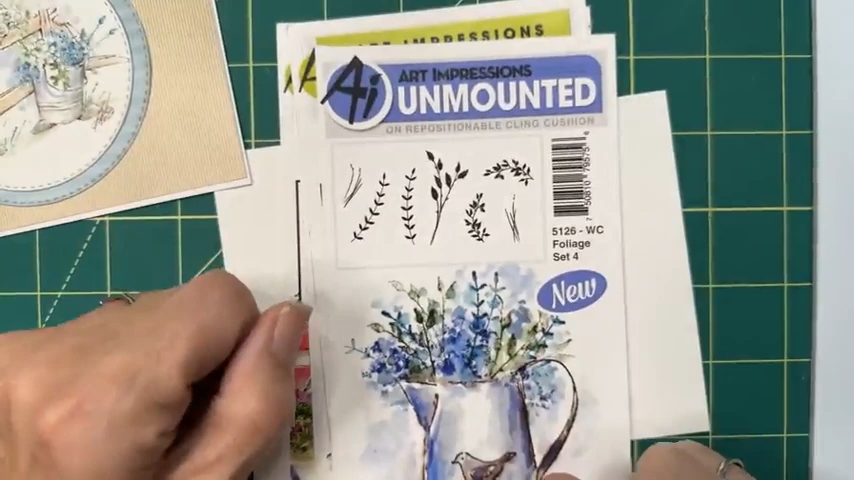 ART IMPRESSIONS
Ai
ART IMPRESSIONS
UNMOUNTED
ON REPOSITIONABLE CLING CUSHION
5126 - WC
Foliage
Set 4
New